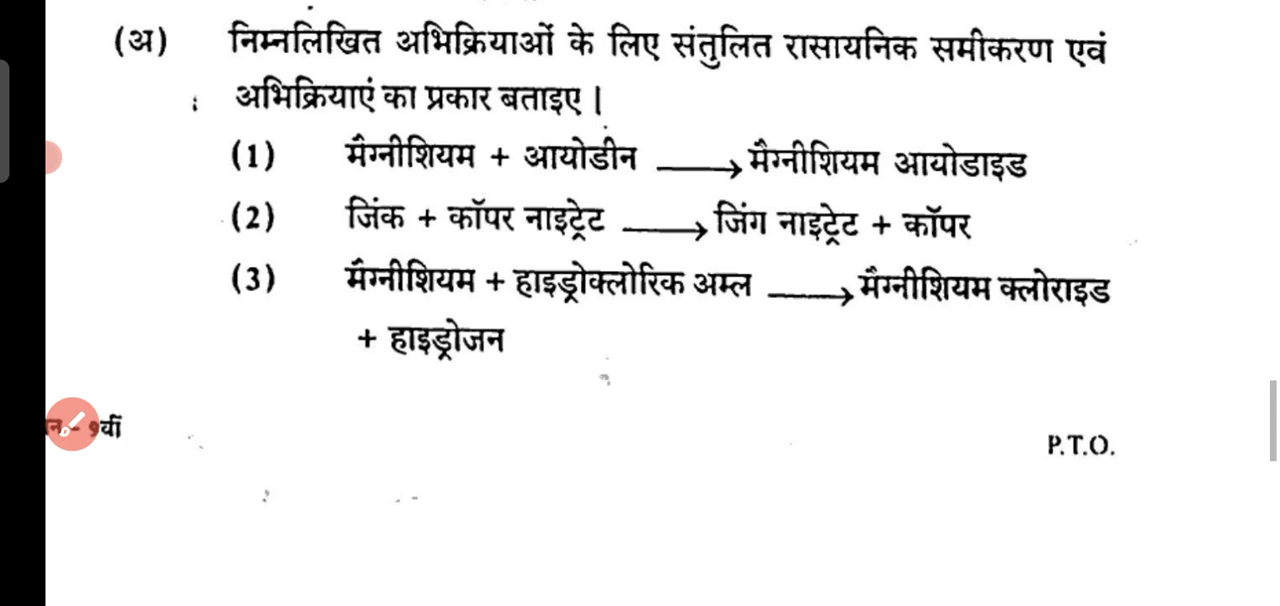 (अ) निम्नलिखित अभिक्रियाओं के लिए संतुलित रासायनिक समीकरण एवं
अभिक्रियाएं का प्रकार बताइए।
(1) मैग्नीशियम + आयोडीन ⟶ मैग्नीशियम आयोडाइड
(2) जिंक + कॉपर नाइट्रेट ⟶ जिंग नाइट्रेट + कॉपर
(3) मैग्नीशियम + हाइड्रोक्लोरिक अम्ल ⟶ मैग्नीशियम क्लोराइड
+ हाइड्रोजन
9वीं
P.T.O.